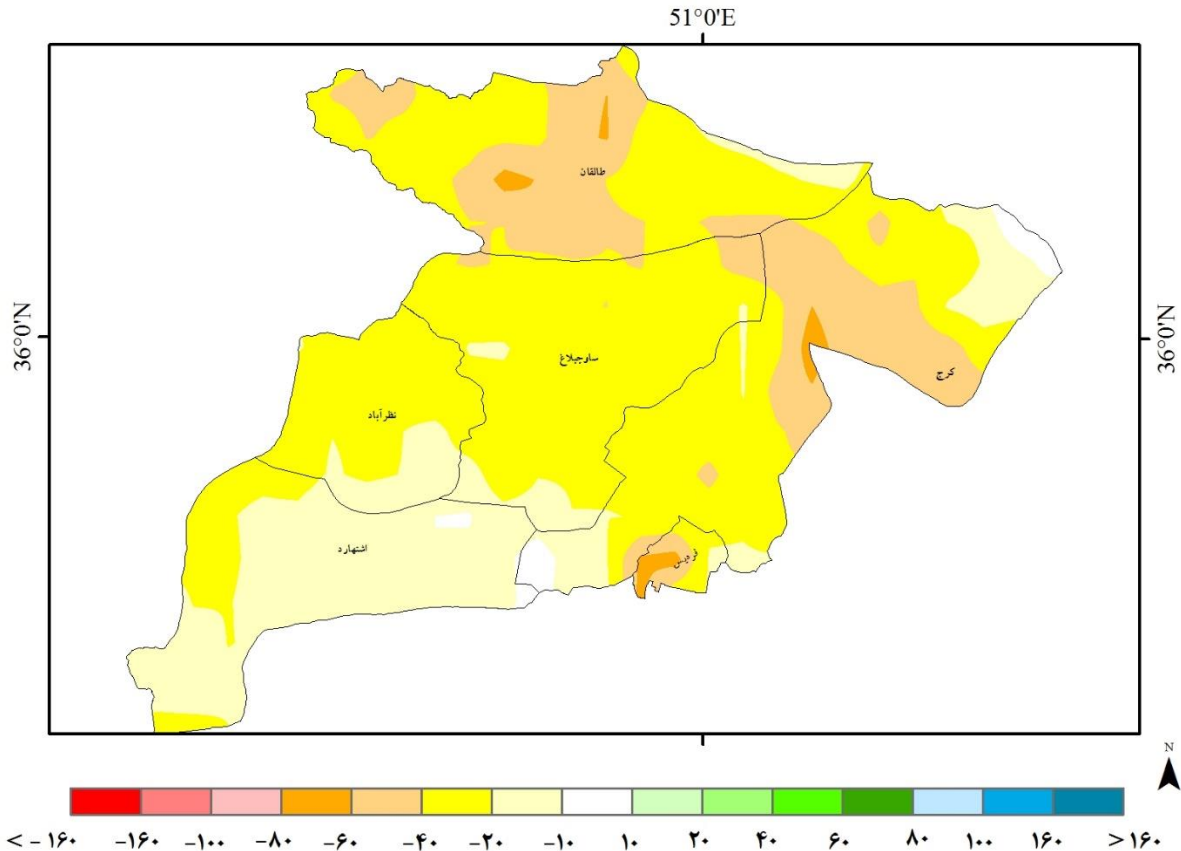 51°0'E
36°0'N
36°0'N
طالقان
ساوجبلاغ
کرج
نظرآباد
اشتهارد
فردیس
N
< -۱۶۰ -۱۶۰ -۱۰۰ -۸۰ -۶۰ -۴۰ -۲۰ -۱۰ ۱۰ ۲۰ ۴۰ ۶۰ ۸۰ ۱۰۰ ۱۶۰ >۱۶۰